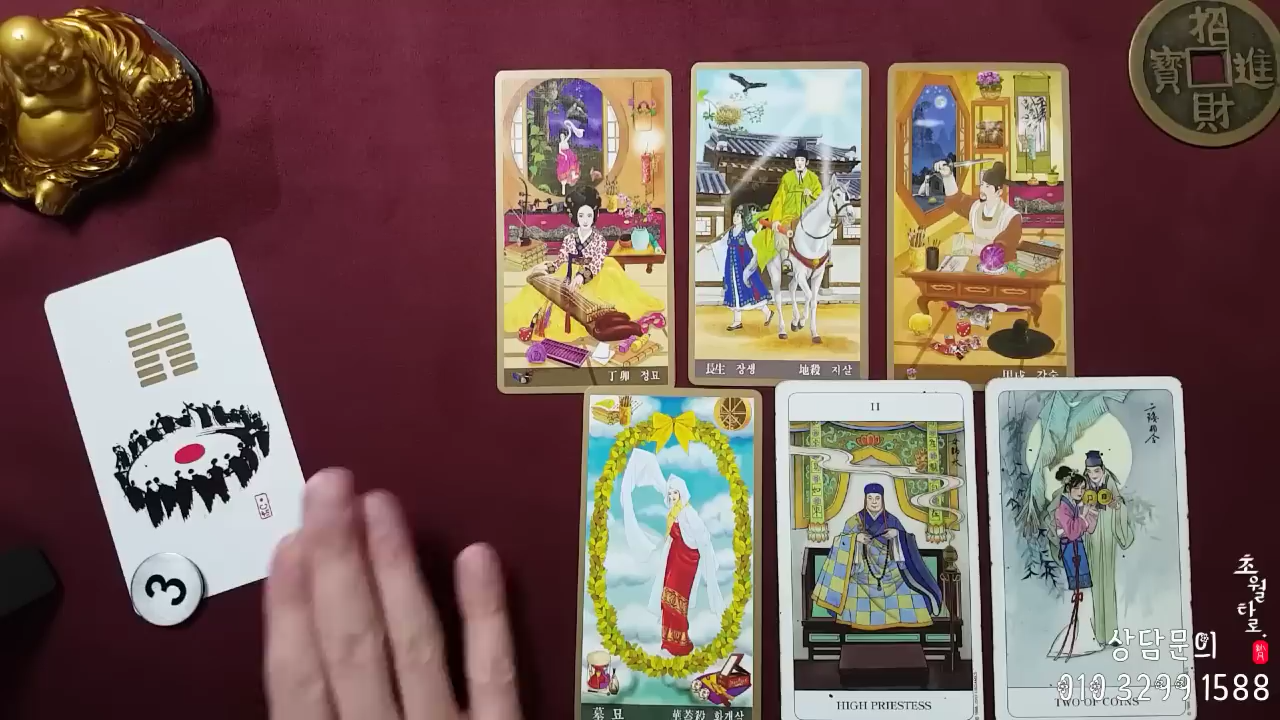 招
寶 進
財
丁卯 정묘
長生 장생 地殺 지살
甲戌 갑술
墓 묘 華蓋殺 화개살
II
HIGH PRIESTESS
TWO OF COINS
3
초월
타로.
상담문의
010 3299 1588